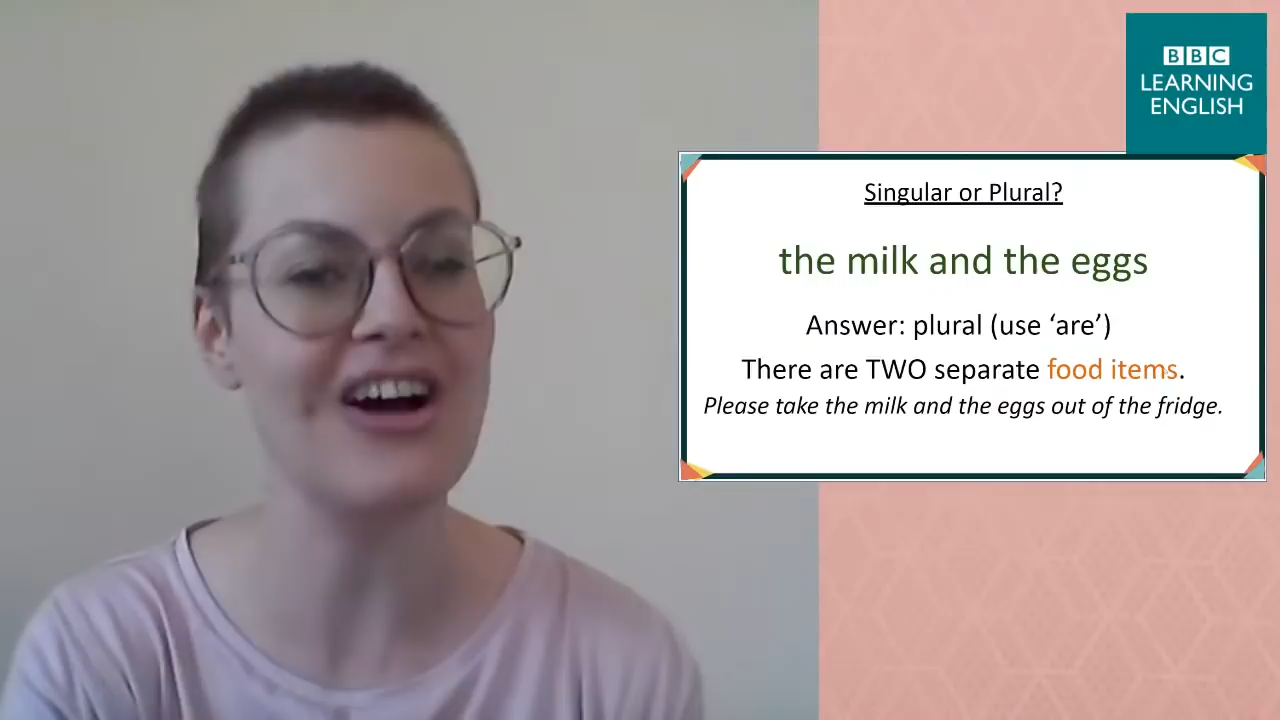 BBC
LEARNING
ENGLISH
Singular or Plural?
the milk and the eggs
Answer: plural (use ‘are’)
There are TWO separate food items.
Please take the milk and the eggs out of the fridge.